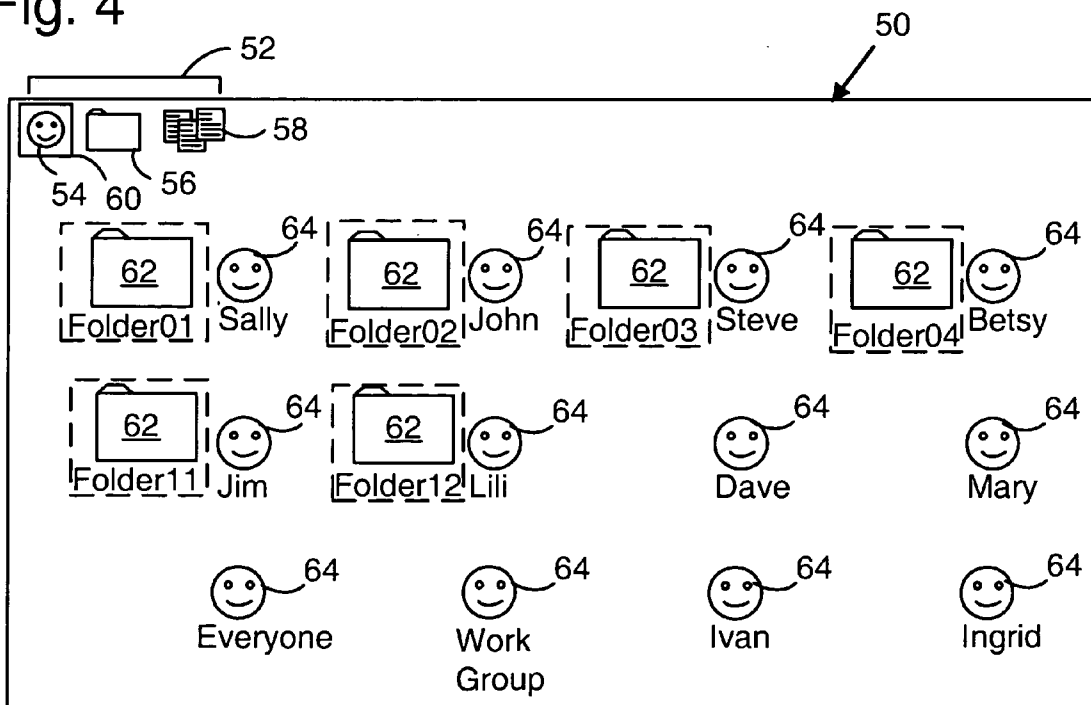 Fig. 4
50
52
58
54 60 56
64 64 64 64
62 62 62 62
Folder01 Sally Folder02 John Folder03 Steve Folder04 Betsy
64 64 64 64
62 62
Folder11 Jim Folder12 Lili Dave Mary
64 64 64 64
Everyone Work Ivan Ingrid
Group